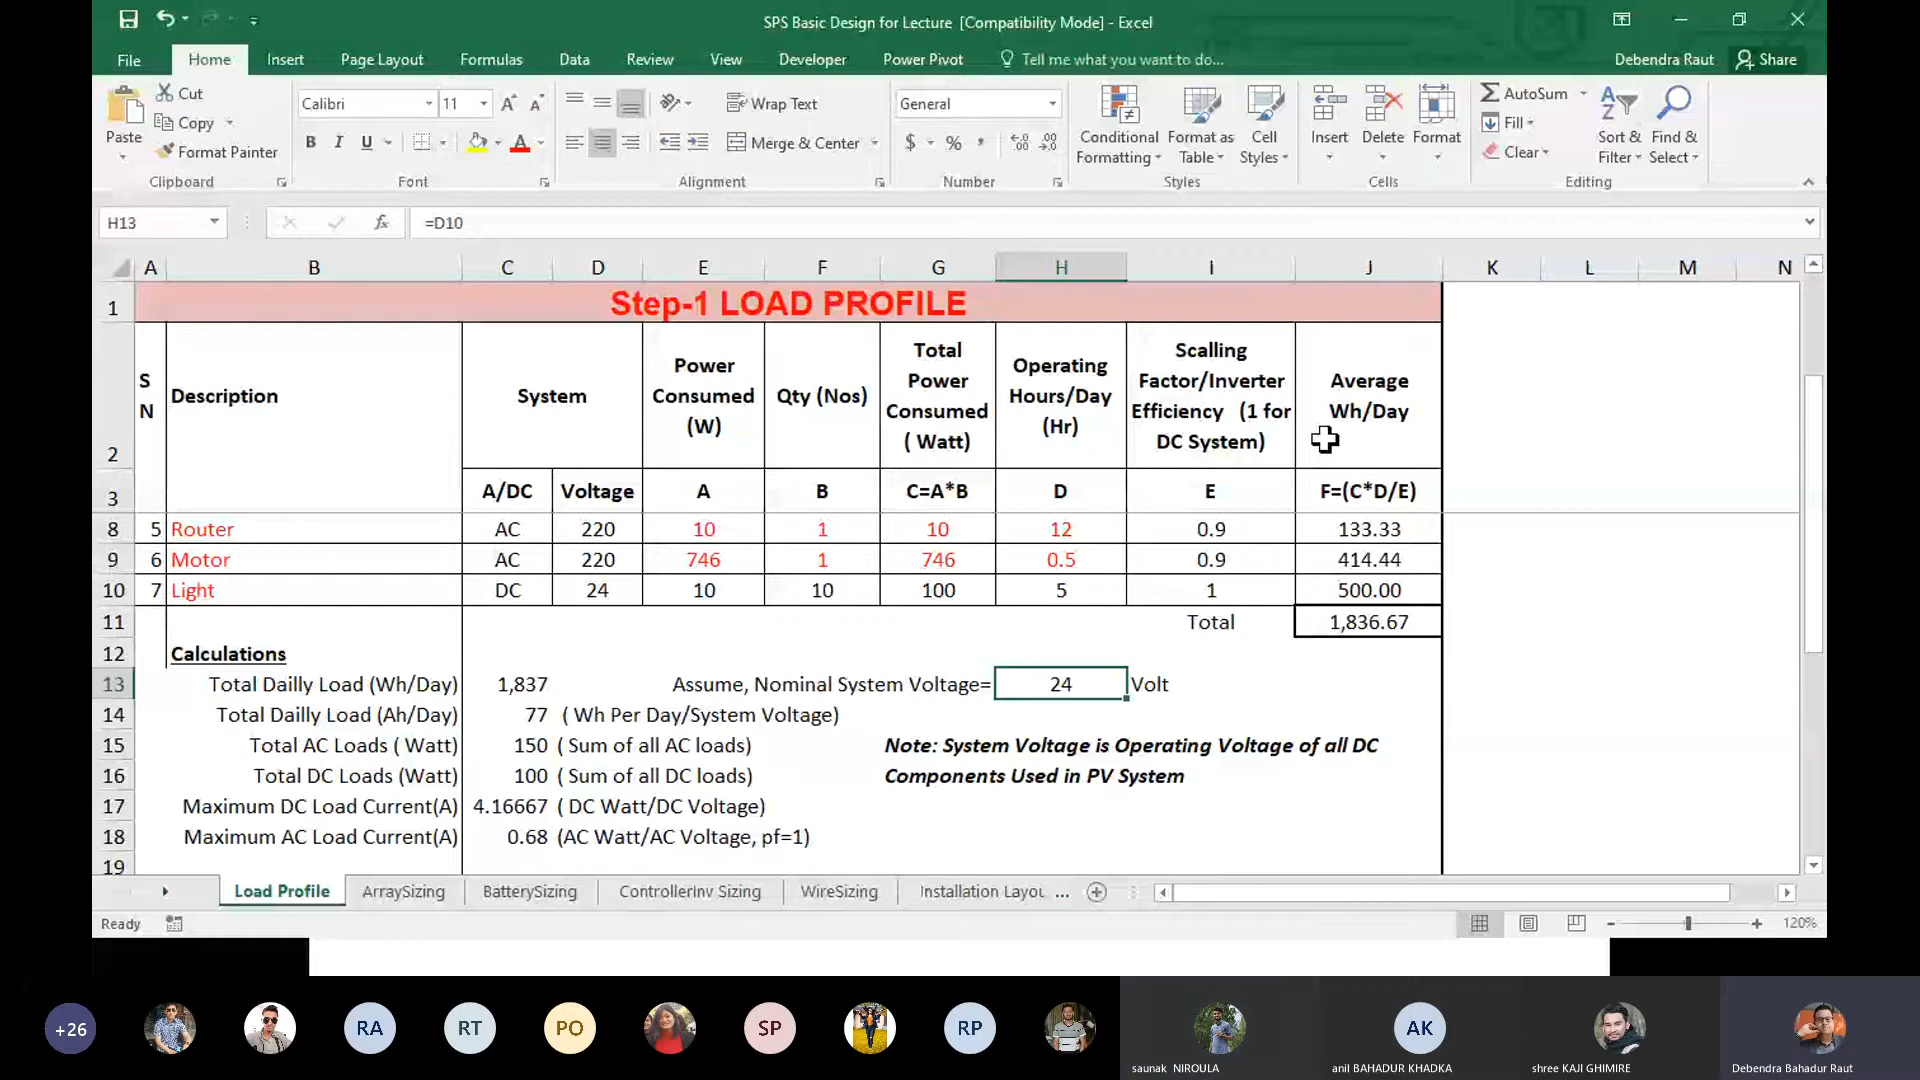 SPS Basic Design for Lecture [Compatibility Mode] - Excel
File Home Insert Page Layout Formulas Data Review View Developer Power Pivot Tell me what you want to do... Debendra Raut Share
Paste Cut Copy Format Painter
Calibri 11 Wrap Text General
B I U Merge & Center $ %
Conditional Formatting Format as Table Cell Styles
Insert Delete Format
AutoSum Fill Clear Sort & Filter Find & Select
Clipboard Font Alignment Number Styles Cells Editing
H13 fx =D10
A B C D E F G H I J K L M N
1 Step-1 LOAD PROFILE
2 S N Description System Power Consumed (W) Qty (Nos) Total Power Consumed ( Watt) Operating Hours/Day (Hr) Scalling Factor/Inverter Efficiency (1 for DC System) Average Wh/Day
3 A/DC Voltage A B C=A*B D E F=(C*D/E)
8 5 Router AC 220 10 1 10 12 0.9 133.33
9 6 Motor AC 220 746 1 746 0.5 0.9 414.44
10 7 Light DC 24 10 10 100 5 1 500.00
11 Total 1,836.67
12 Calculations
13 Total Dailly Load (Wh/Day) 1,837 Assume, Nominal System Voltage= 24 Volt
14 Total Dailly Load (Ah/Day) 77 ( Wh Per Day/System Voltage)
15 Total AC Loads ( Watt) 150 ( Sum of all AC loads) Note: System Voltage is Operating Voltage of all DC
16 Total DC Loads (Watt) 100 ( Sum of all DC loads) Components Used in PV System
17 Maximum DC Load Current(A) 4.16667 ( DC Watt/DC Voltage)
18 Maximum AC Load Current(A) 0.68 (AC Watt/AC Voltage, pf=1)
19
Load Profile ArraySizing BatterySizing ControllerInv Sizing WireSizing Installation Layou ...
Ready 120%
+26 RA RT PO SP RP AK
saunak NIROULA anil BAHADUR KHADKA shree KAJI GHIMIRE Debendra Bahadur Raut